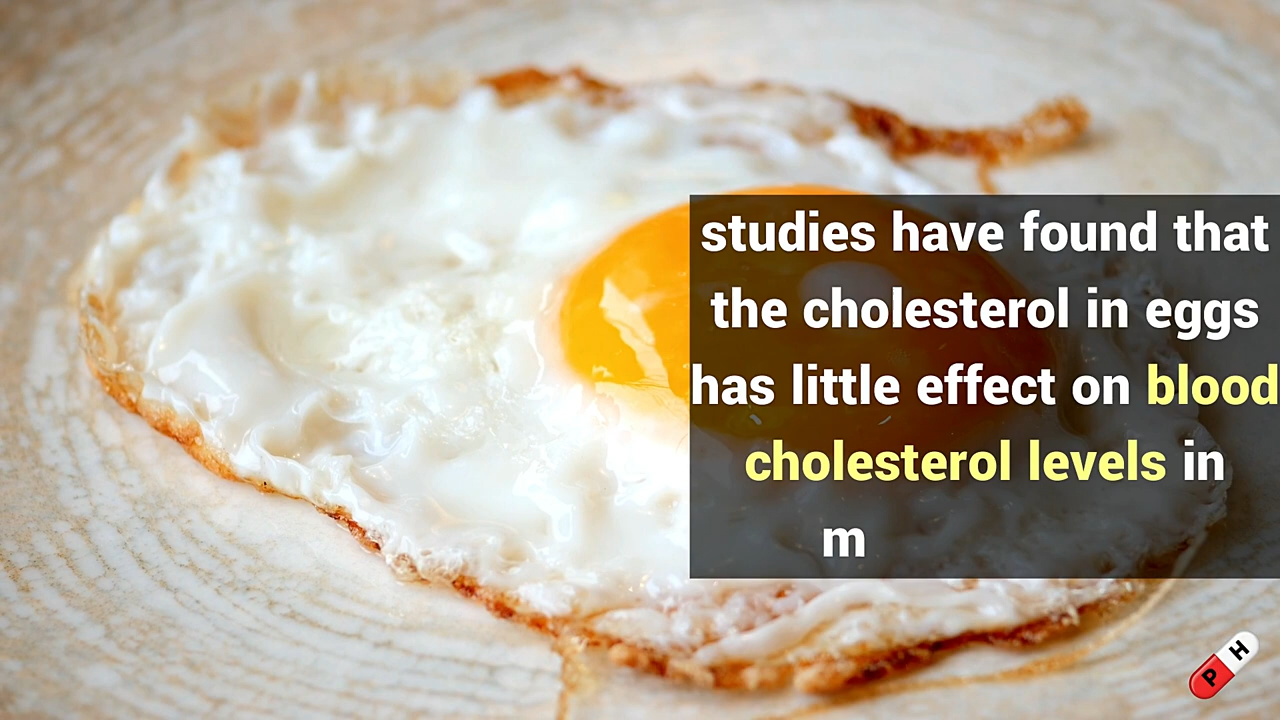 studies have found that
the cholesterol in eggs
has little effect on blood
cholesterol levels in
m
P H